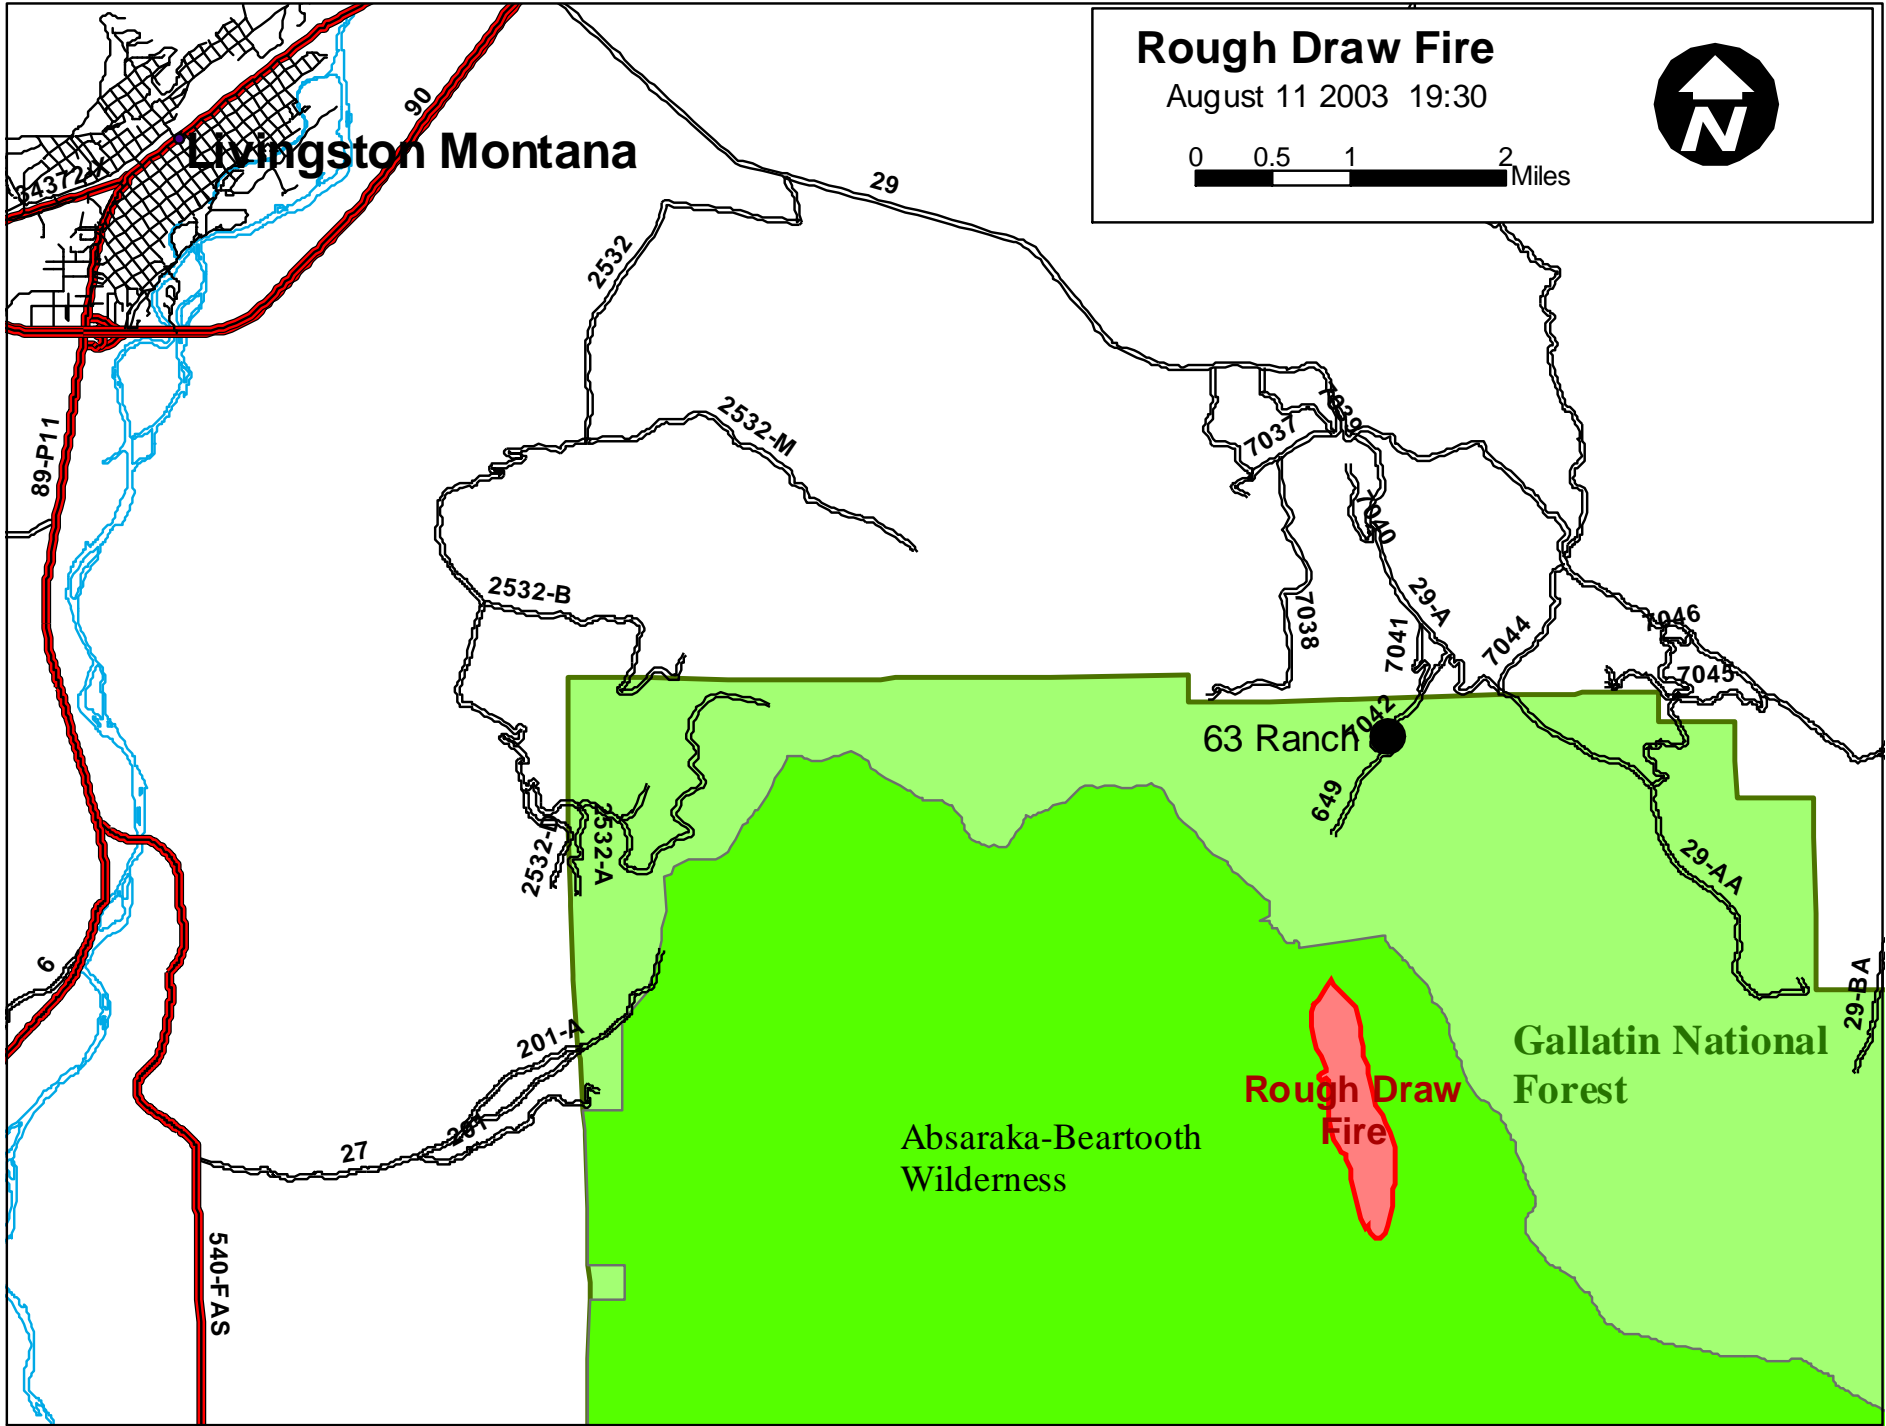 Rough Draw Fire
August 11 2003 19:30
0 0.5 1 2
Miles
N
90
Livingston Montana
34372-X
29
2532
2532-M
7039
7037
89-P11
7040
2532-B
29-A
7038
7041
7044
7046
7045
7042
63 Ranch
649
2532-D
2532-A
29-AA
6
29-BA
201-A
Gallatin National
Forest
Rough Draw
Fire
201
27
Absaraka-Beartooth
Wilderness
540-FAS